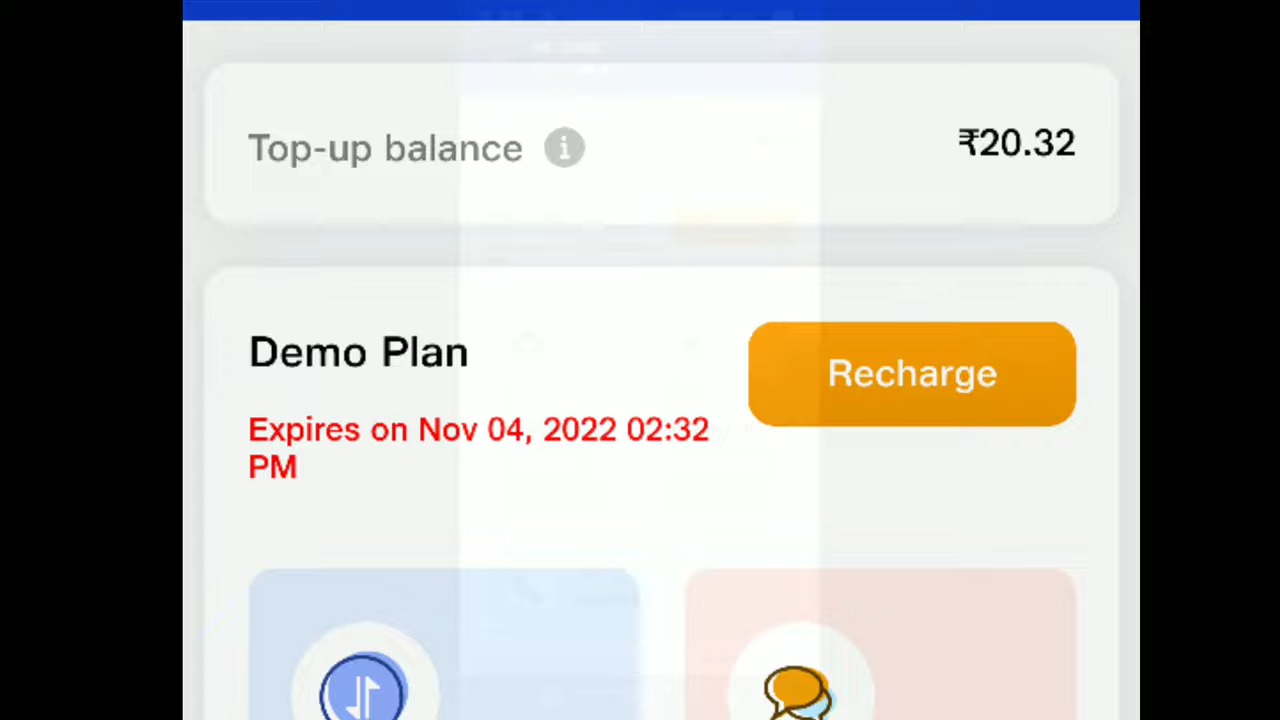 Top-up balance
₹20.32
Demo Plan
Recharge
Expires on Nov 04, 2022 02:32
PM